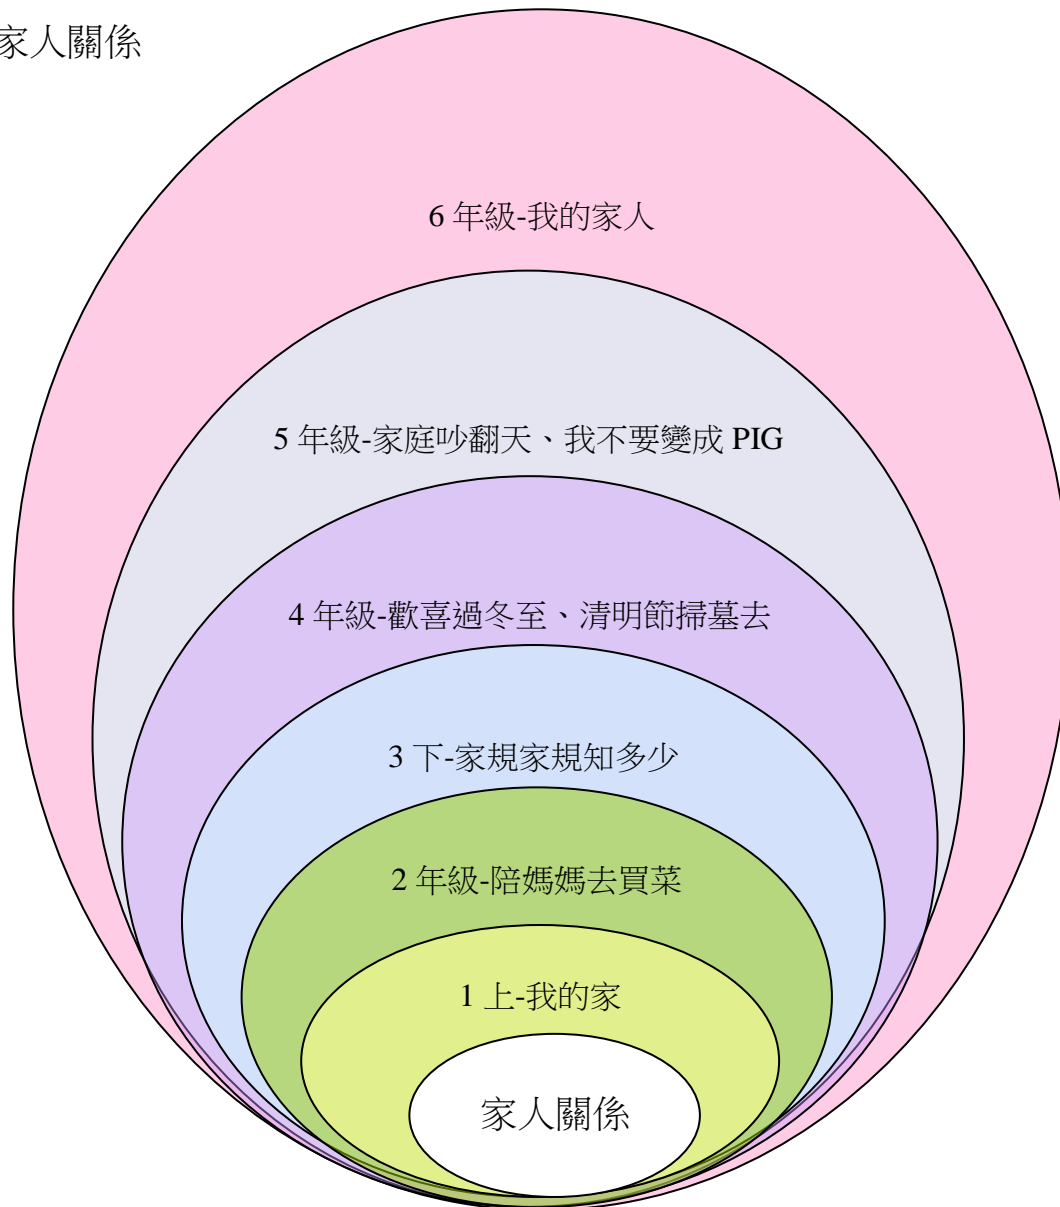 家人關係
6 年級-我的家人
5 年級-家庭吵翻天、我不要變成 PIG
4 年級-歡喜過冬至、清明節掃墓去
3 下-家規家規知多少
2 年級-陪媽媽去買菜
1 上-我的家
家人關係